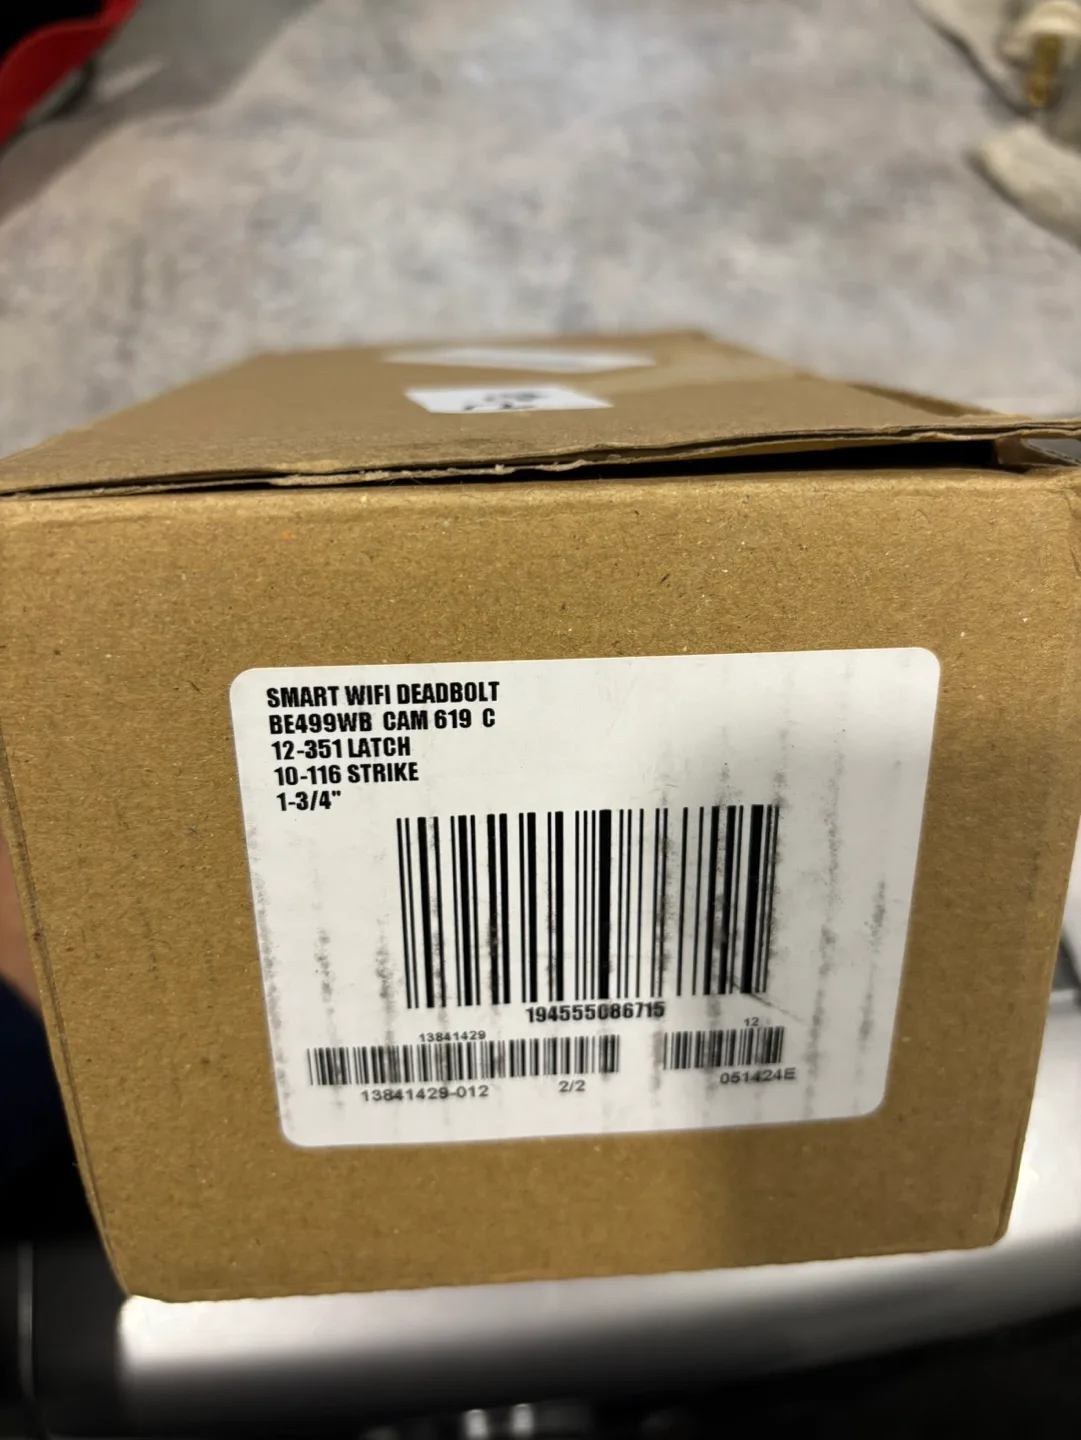 SMART WIFI DEADBOLT
BE499WB CAM 619 C
12-351 LATCH
10-116 STRIKE
1-3/4"
194555086715
13841429
12
13841429-012
2/2
051424E